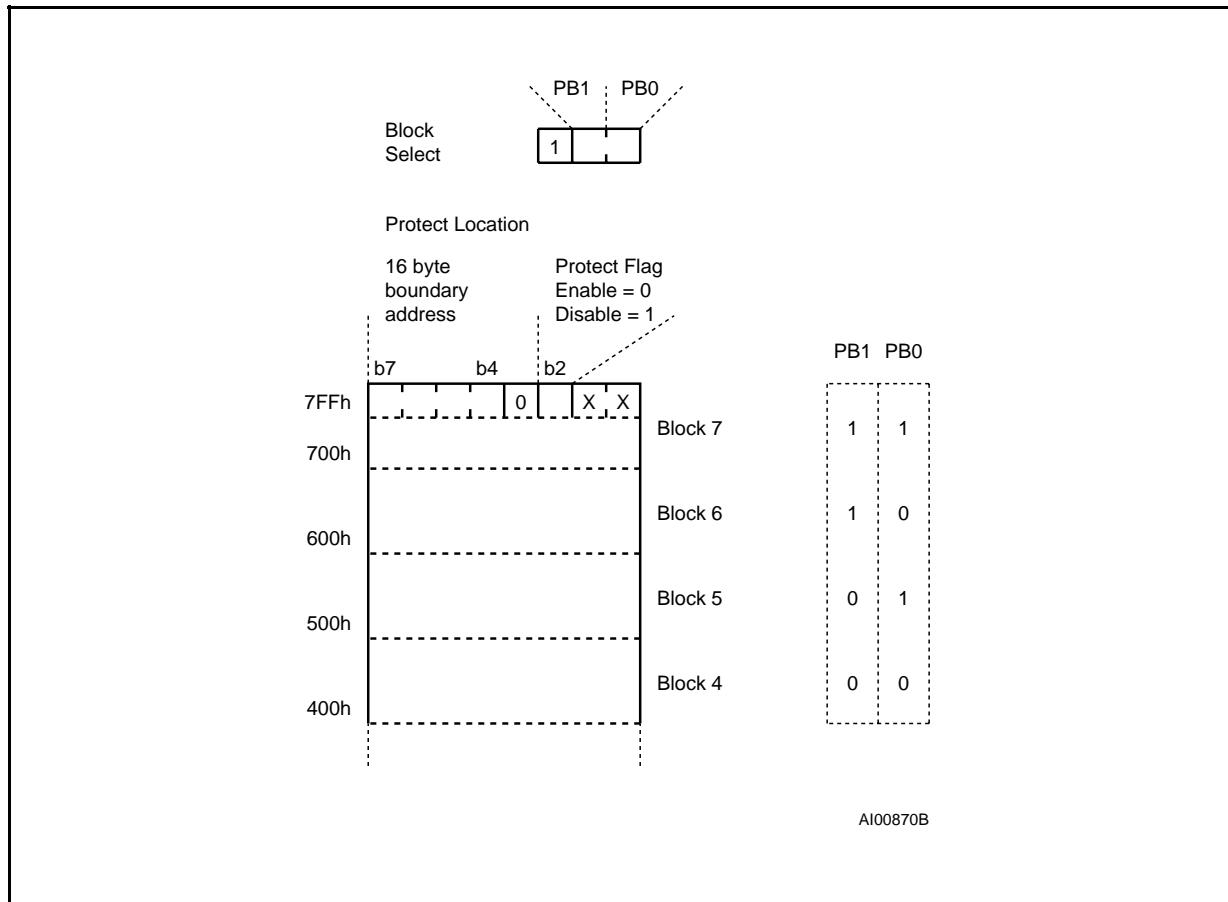 PB1 PB0
Block
Select
1
Protect Location
16 byte
boundary
address
Protect Flag
Enable = 0
Disable = 1
PB1 PB0
b7 b4 b2
7FFh 0 X X
Block 7 1 1
700h
Block 6 1 0
600h
Block 5 0 1
500h
Block 4 0 0
400h
AI00870B